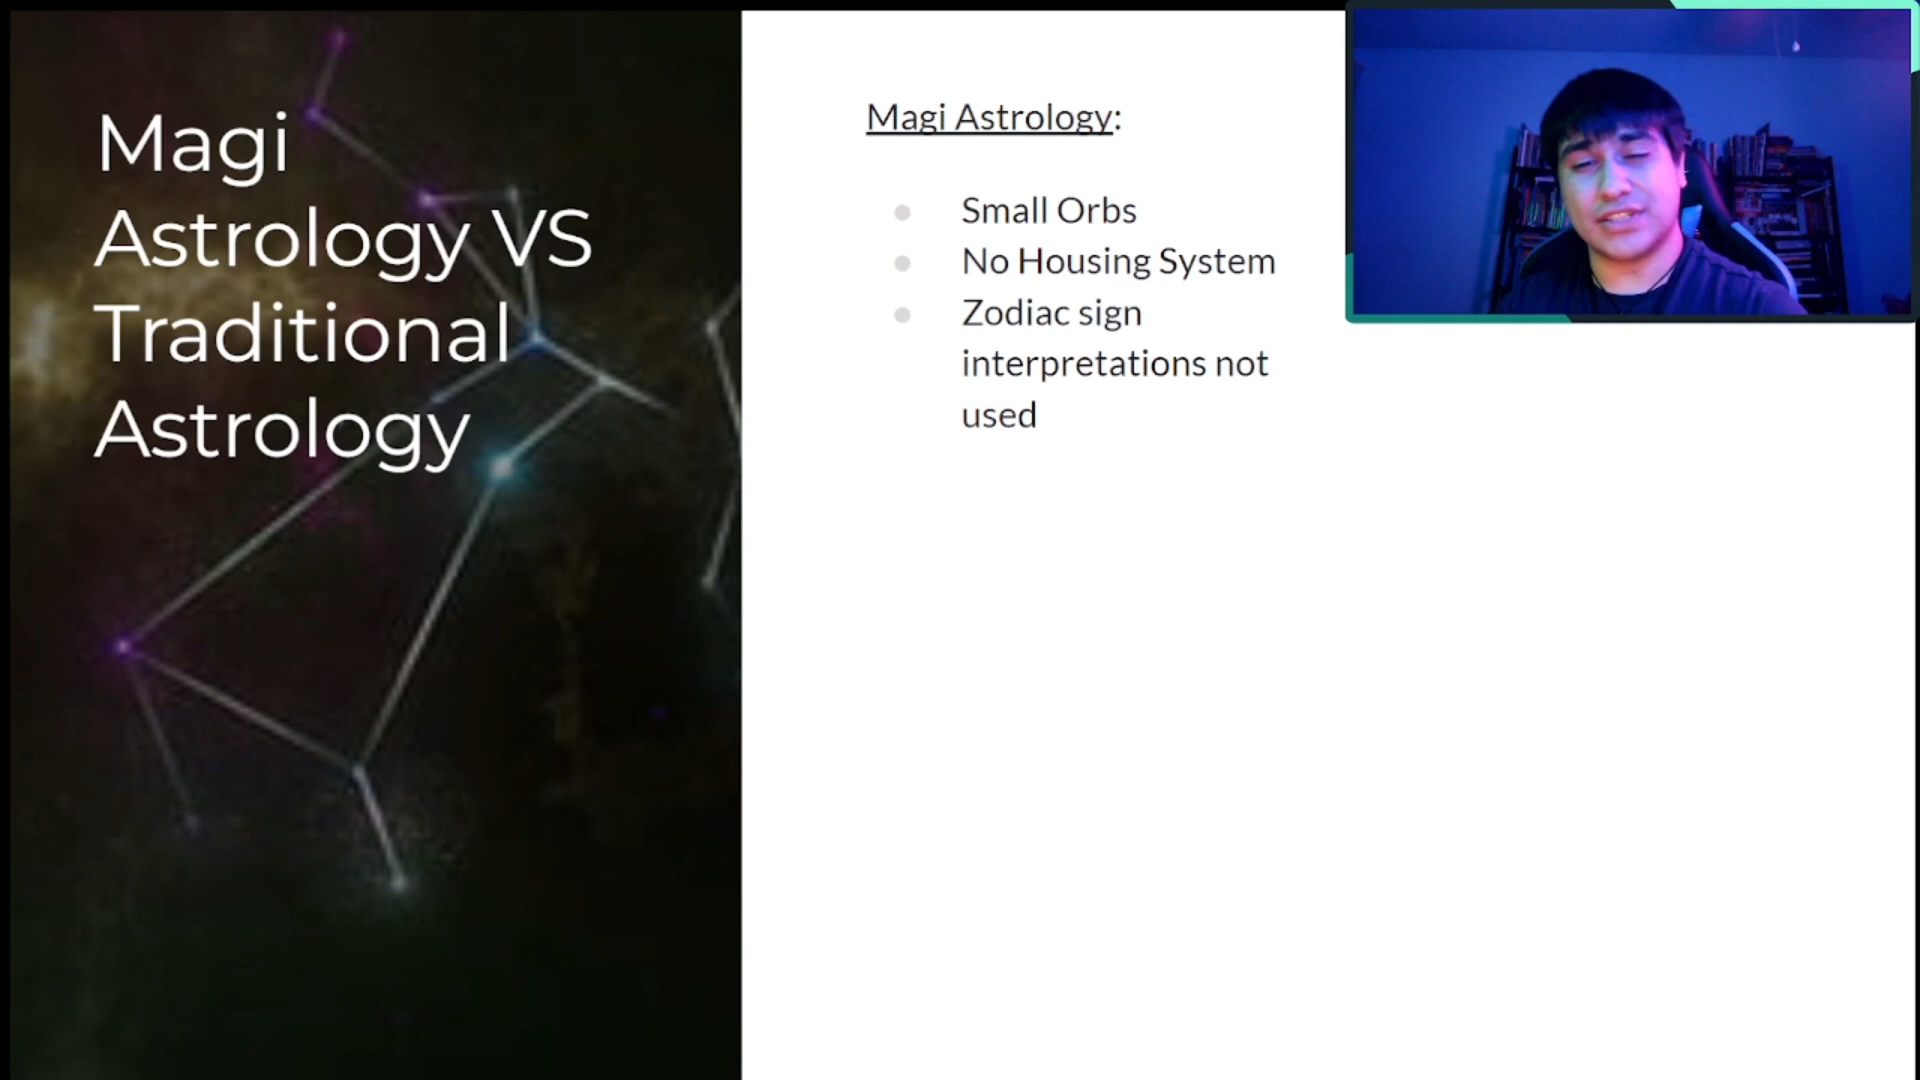 Magi
Astrology VS
Traditional
Astrology
Magi Astrology:
Small Orbs
No Housing System
Zodiac sign
interpretations not
used